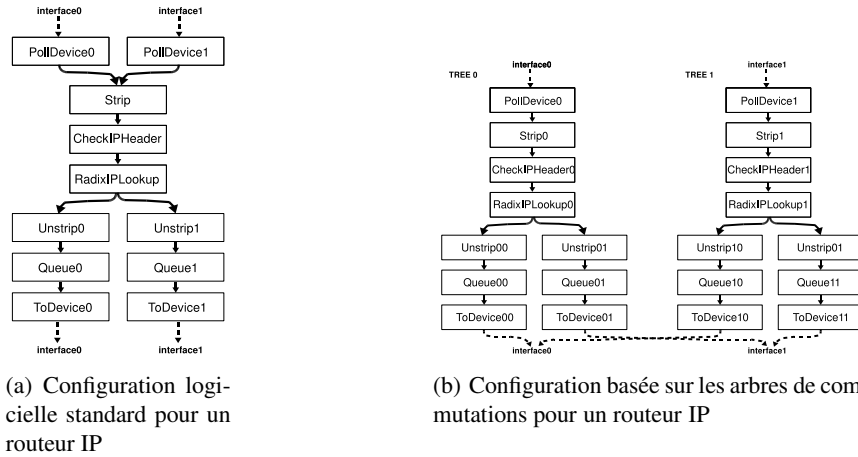 interface0 interface1
PollDevice0 PollDevice1
Strip
CheckIPHeader
RadixIPLookup
Unstrip0 Unstrip1
Queue0 Queue1
ToDevice0 ToDevice1
interface0 interface1
(a) Configuration logi-
cielle standard pour un
routeur IP
interface0 interface1
TREE 0 TREE 1
PollDevice0 PollDevice1
Strip0 Strip1
CheckIPHeader0 CheckIPHeader1
RadixIPLookup0 RadixIPLookup1
Unstrip00 Unstrip01 Unstrip10 Unstrip01
Queue00 Queue01 Queue10 Queue11
ToDevice00 ToDevice01 ToDevice10 ToDevice11
interface0 interface1
(b) Configuration basée sur les arbres de com
mutations pour un routeur IP